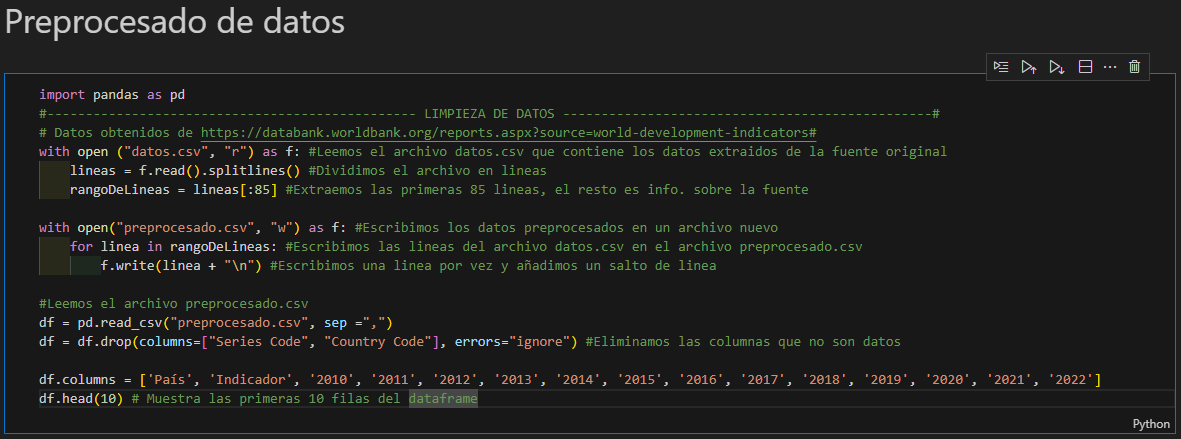 Preprocesado de datos
import pandas as pd
#------------------------------------------------ LIMPIEZA DE DATOS ------------------------------------------------#
# Datos obtenidos de https://databank.worldbank.org/reports.aspx?source=world-development-indicators#
with open ("datos.csv", "r") as f: #Leemos el archivo datos.csv que contiene los datos extraidos de la fuente original
    lineas = f.read().splitlines() #Dividimos el archivo en lineas
    rangoDeLineas = lineas[:85] #Extraemos las primeras 85 lineas, el resto es info. sobre la fuente
with open("preprocesado.csv", "w") as f: #Escribimos los datos preprocesados en un archivo nuevo
    for linea in rangoDeLineas: #Escribimos las lineas del archivo datos.csv en el archivo preprocesado.csv
        f.write(linea + "\n") #Escribimos una linea por vez y añadimos un salto de linea
#Leemos el archivo preprocesado.csv
df = pd.read_csv("preprocesado.csv", sep =",")
df = df.drop(columns=["Series Code", "Country Code"], errors="ignore") #Eliminamos las columnas que no son datos
df.columns = ['País', 'Indicador', '2010', '2011', '2012', '2013', '2014', '2015', '2016', '2017', '2018', '2019', '2020', '2021', '2022']
df.head(10) # Muestra las primeras 10 filas del dataframe
Python